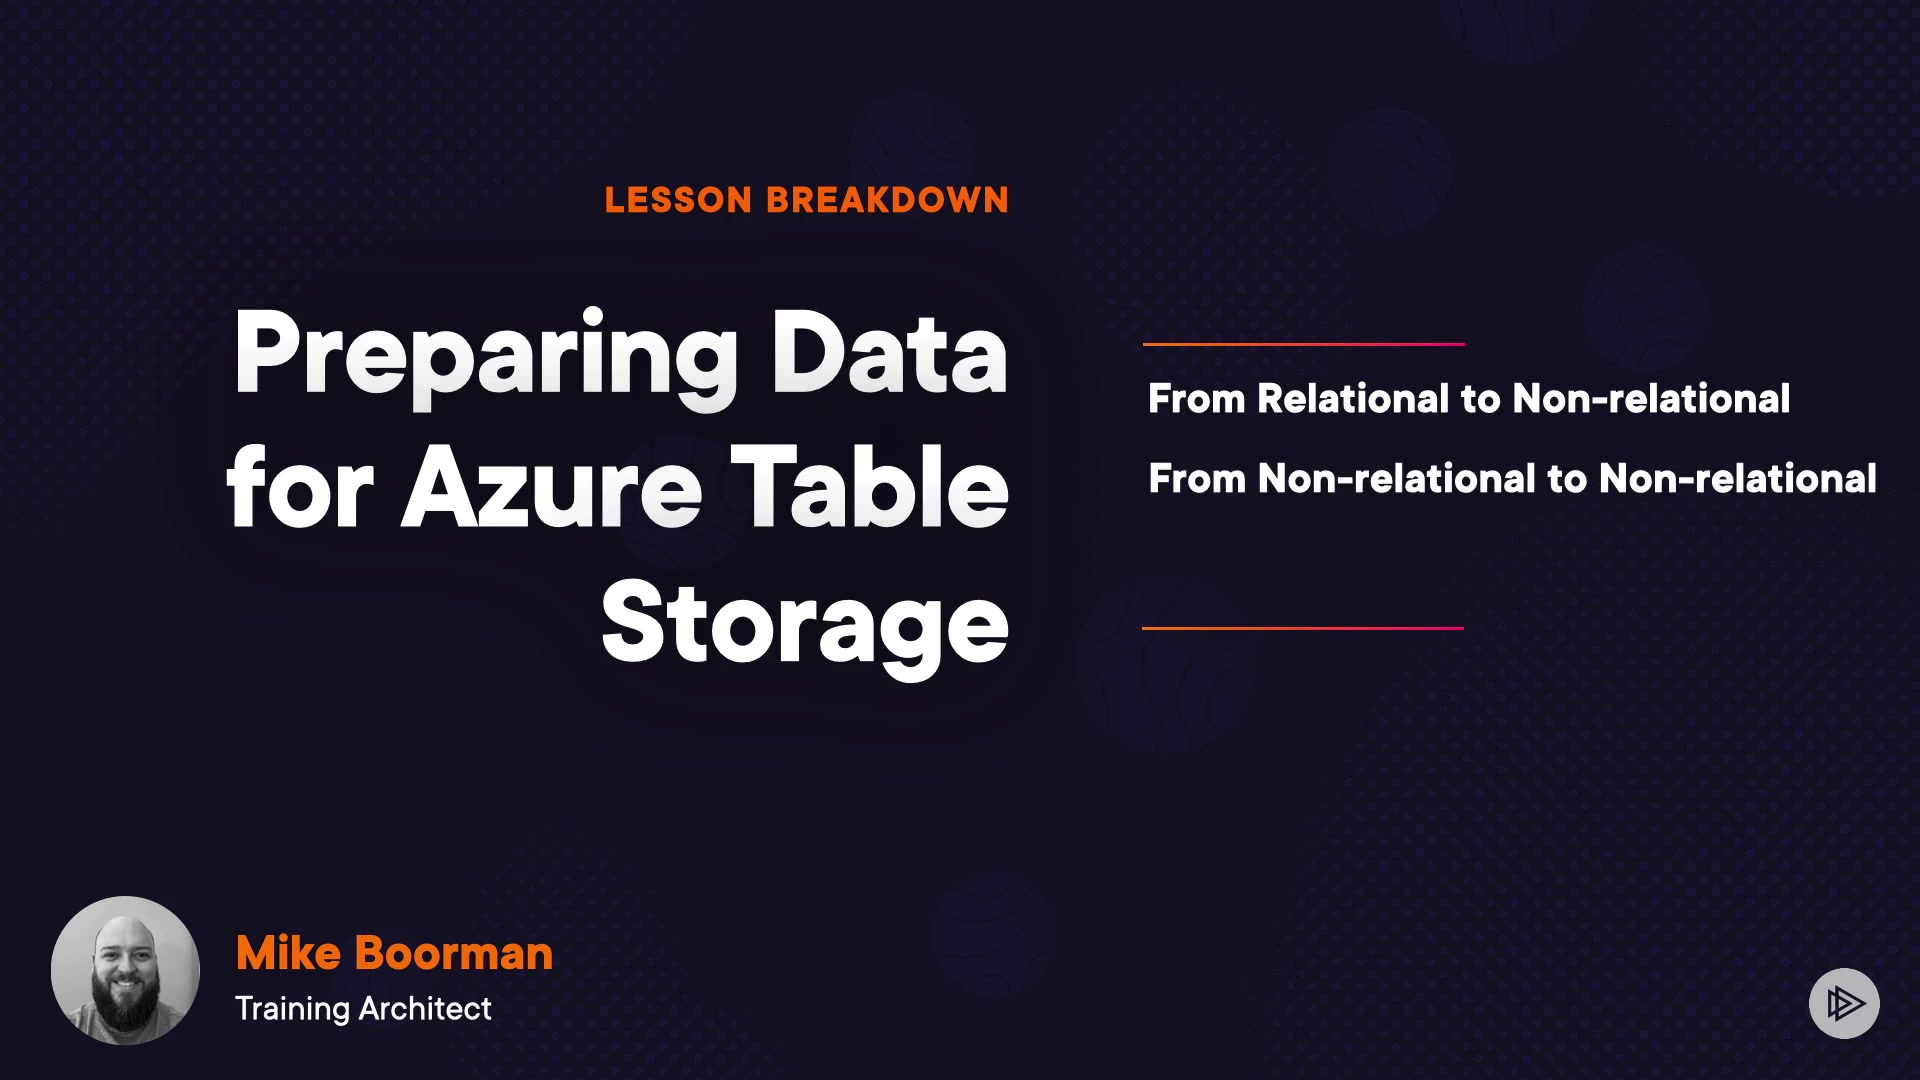 LESSON BREAKDOWN
Preparing Data
for Azure Table
Storage
From Relational to Non-relational
From Non-relational to Non-relational
Mike Boorman
Training Architect